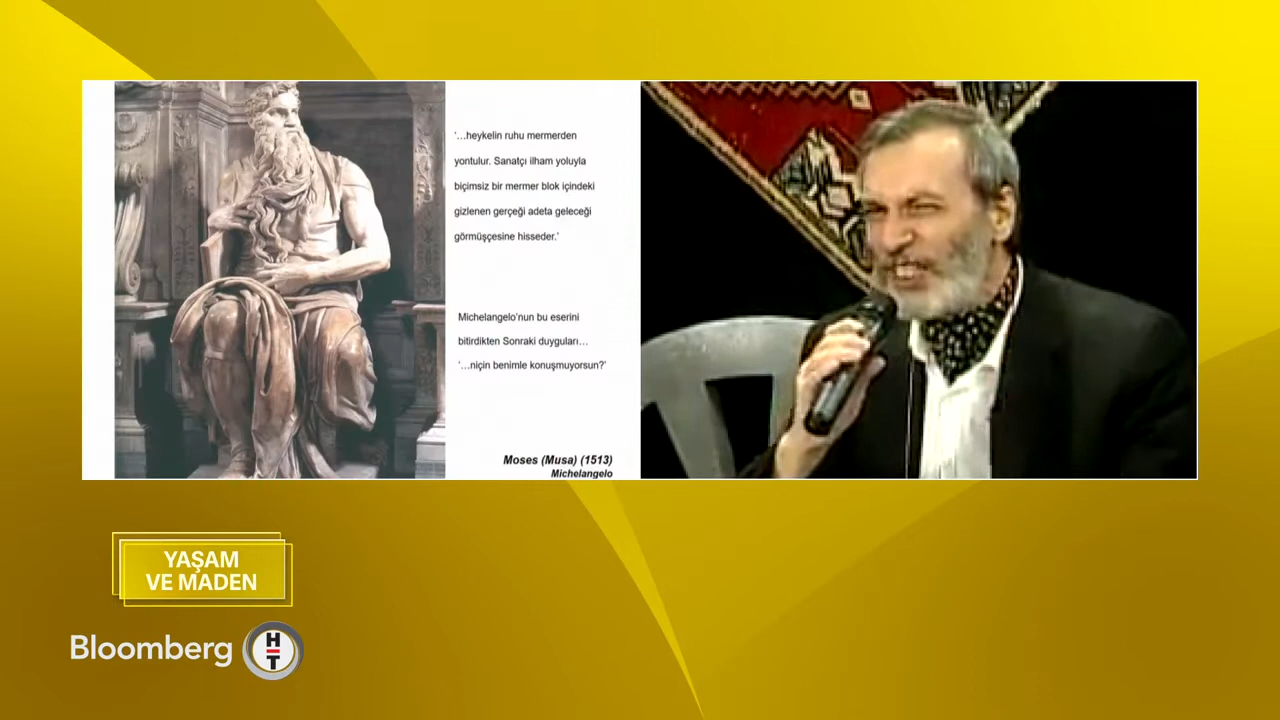 ‘...heykelin ruhu mermerden
yontulur. Sanatçı ilham yoluyla
biçimsiz bir mermer blok içindeki
gizlenen gerçeği adeta geleceği
görmüşçesine hisseder.’
Michelangelo’nun bu eserini
bitirdikten Sonraki duyguları...
‘...niçin benimle konuşmuyorsun?’
Moses (Musa) (1513)
Michelangelo
YAŞAM
VE MADEN
Bloomberg HT